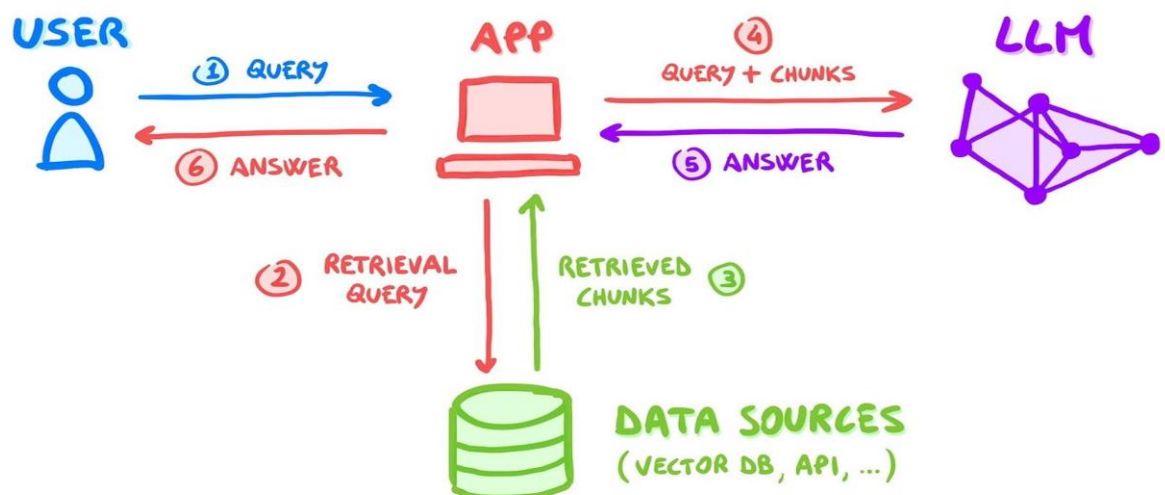 USER
APP
LLM
1 QUERY
4
QUERY + CHUNKS
6 ANSWER
5 ANSWER
2 RETRIEVAL
QUERY
RETRIEVED 3
CHUNKS
DATA SOURCES
(VECTOR DB, API, ...)